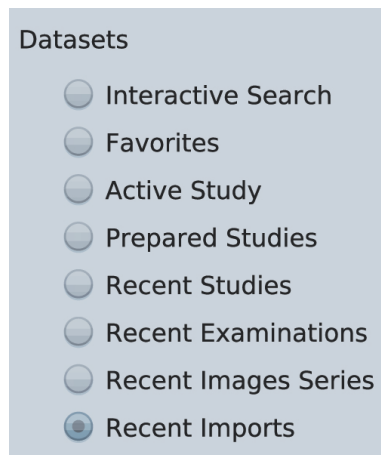 Datasets
Interactive Search
Favorites
Active Study
Prepared Studies
Recent Studies
Recent Examinations
Recent Images Series
Recent Imports